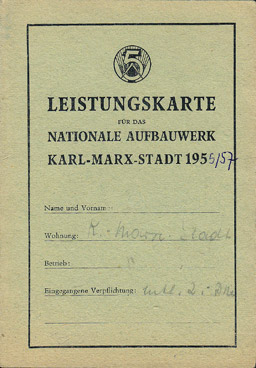 5
LEISTUNGSKARTE
FÜR DAS
NATIONALE AUFBAUWERK
KARL-MARX-STADT 1956/57
Name und Vorname:
Wohnung: K.-Marx-Stadt
Betrieb:
Eingegangene Verpflichtung: